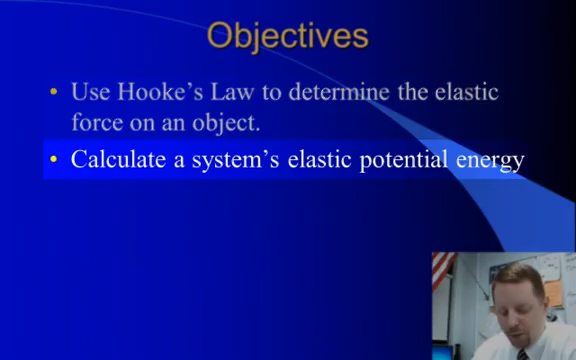 Objectives
• Use Hooke's Law to determine the elastic
force on an object.
• Calculate a system's elastic potential energy